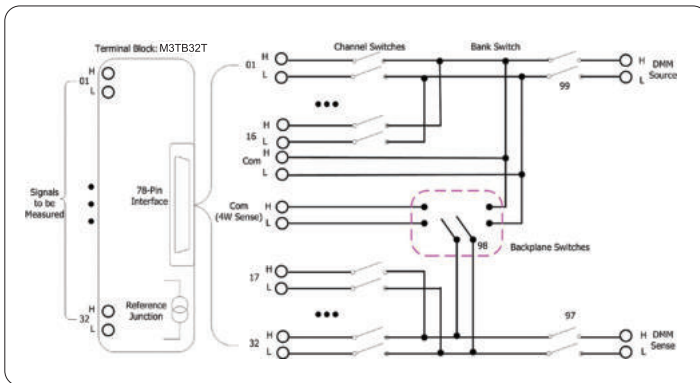 Terminal Block: M3TB32T
Channel Switches
Bank Switch
H
01
L
H
01
L
H DMM
L Source
99
H
16
L
H
Com
L
Signals
to be
Measured
78-Pin
Interface
Com
(4W Sense)
H
L
98
Backplane Switches
17
H
L
H
32
L
Reference
Junction
H
32
L
97
H DMM
L Sense